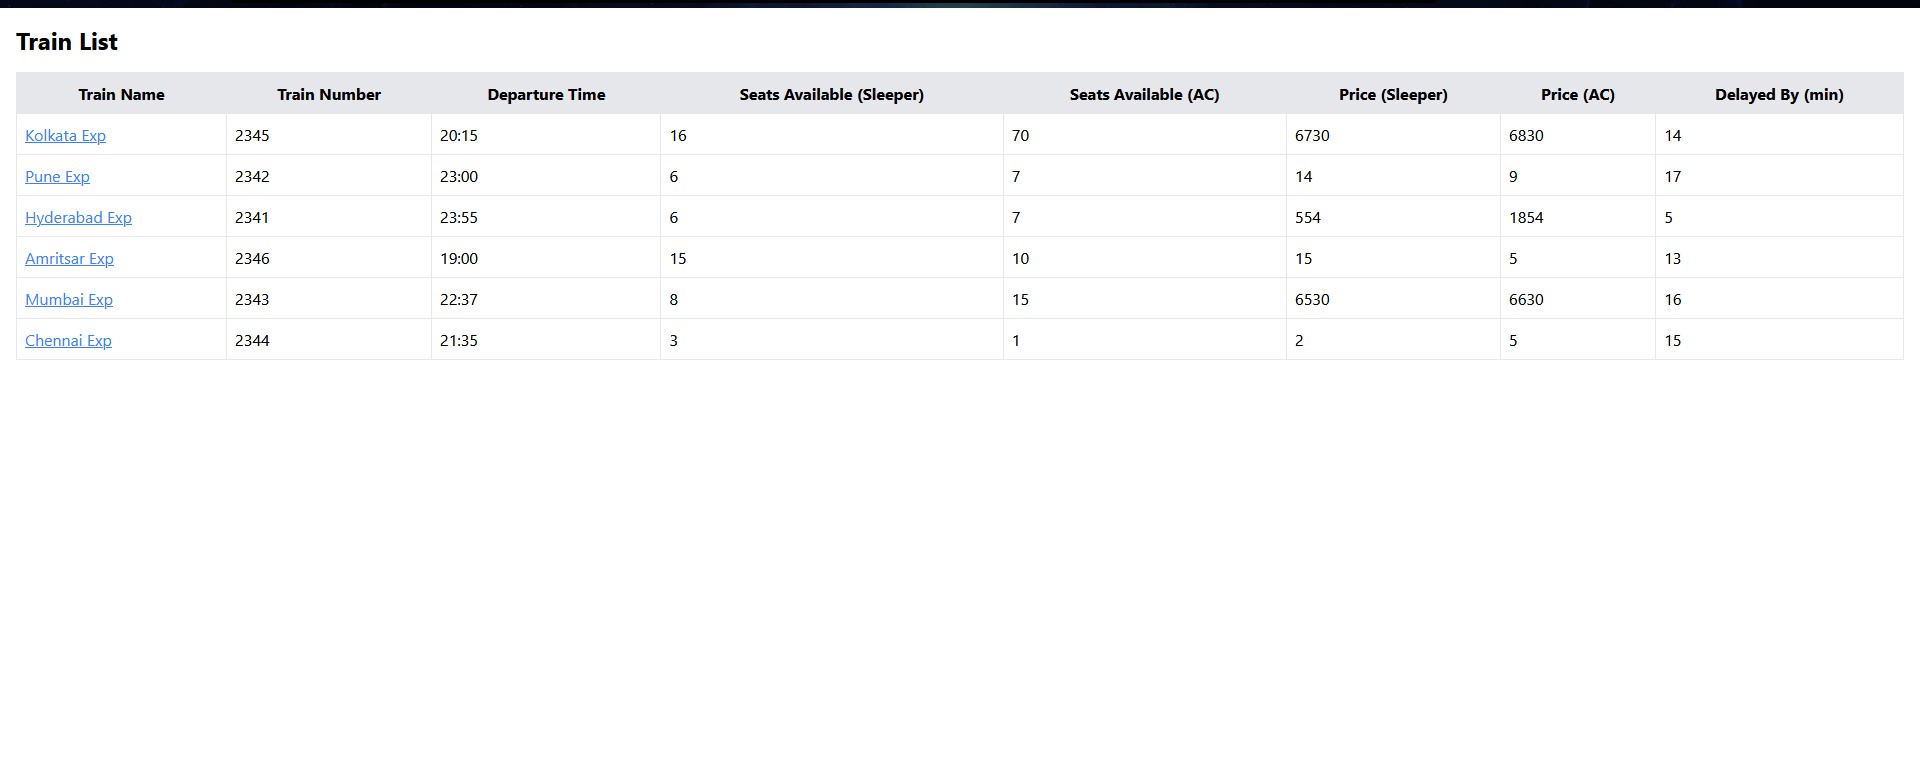 Train List
Train Name Train Number Departure Time Seats Available (Sleeper) Seats Available (AC) Price (Sleeper) Price (AC) Delayed By (min)
Kolkata Exp 2345 20:15 16 70 6730 6830 14
Pune Exp 2342 23:00 6 7 14 9 17
Hyderabad Exp 2341 23:55 6 7 554 1854 5
Amritsar Exp 2346 19:00 15 10 15 5 13
Mumbai Exp 2343 22:37 8 15 6530 6630 16
Chennai Exp 2344 21:35 3 1 2 5 15